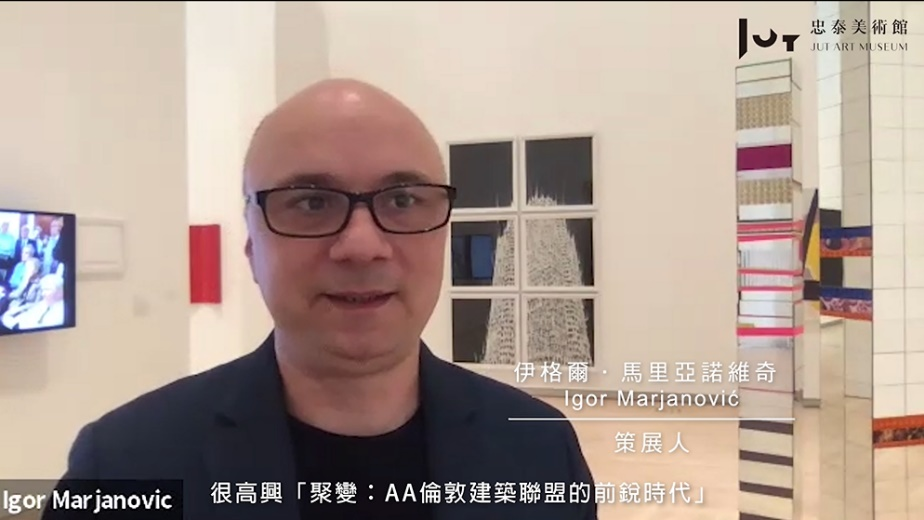 忠泰美術館
JUT ART MUSEUM
伊格爾．馬里亞諾維奇
Igor Marjanović
策展人
Igor Marjanovic
很高興「聚變：AA倫敦建築聯盟的前銳時代」